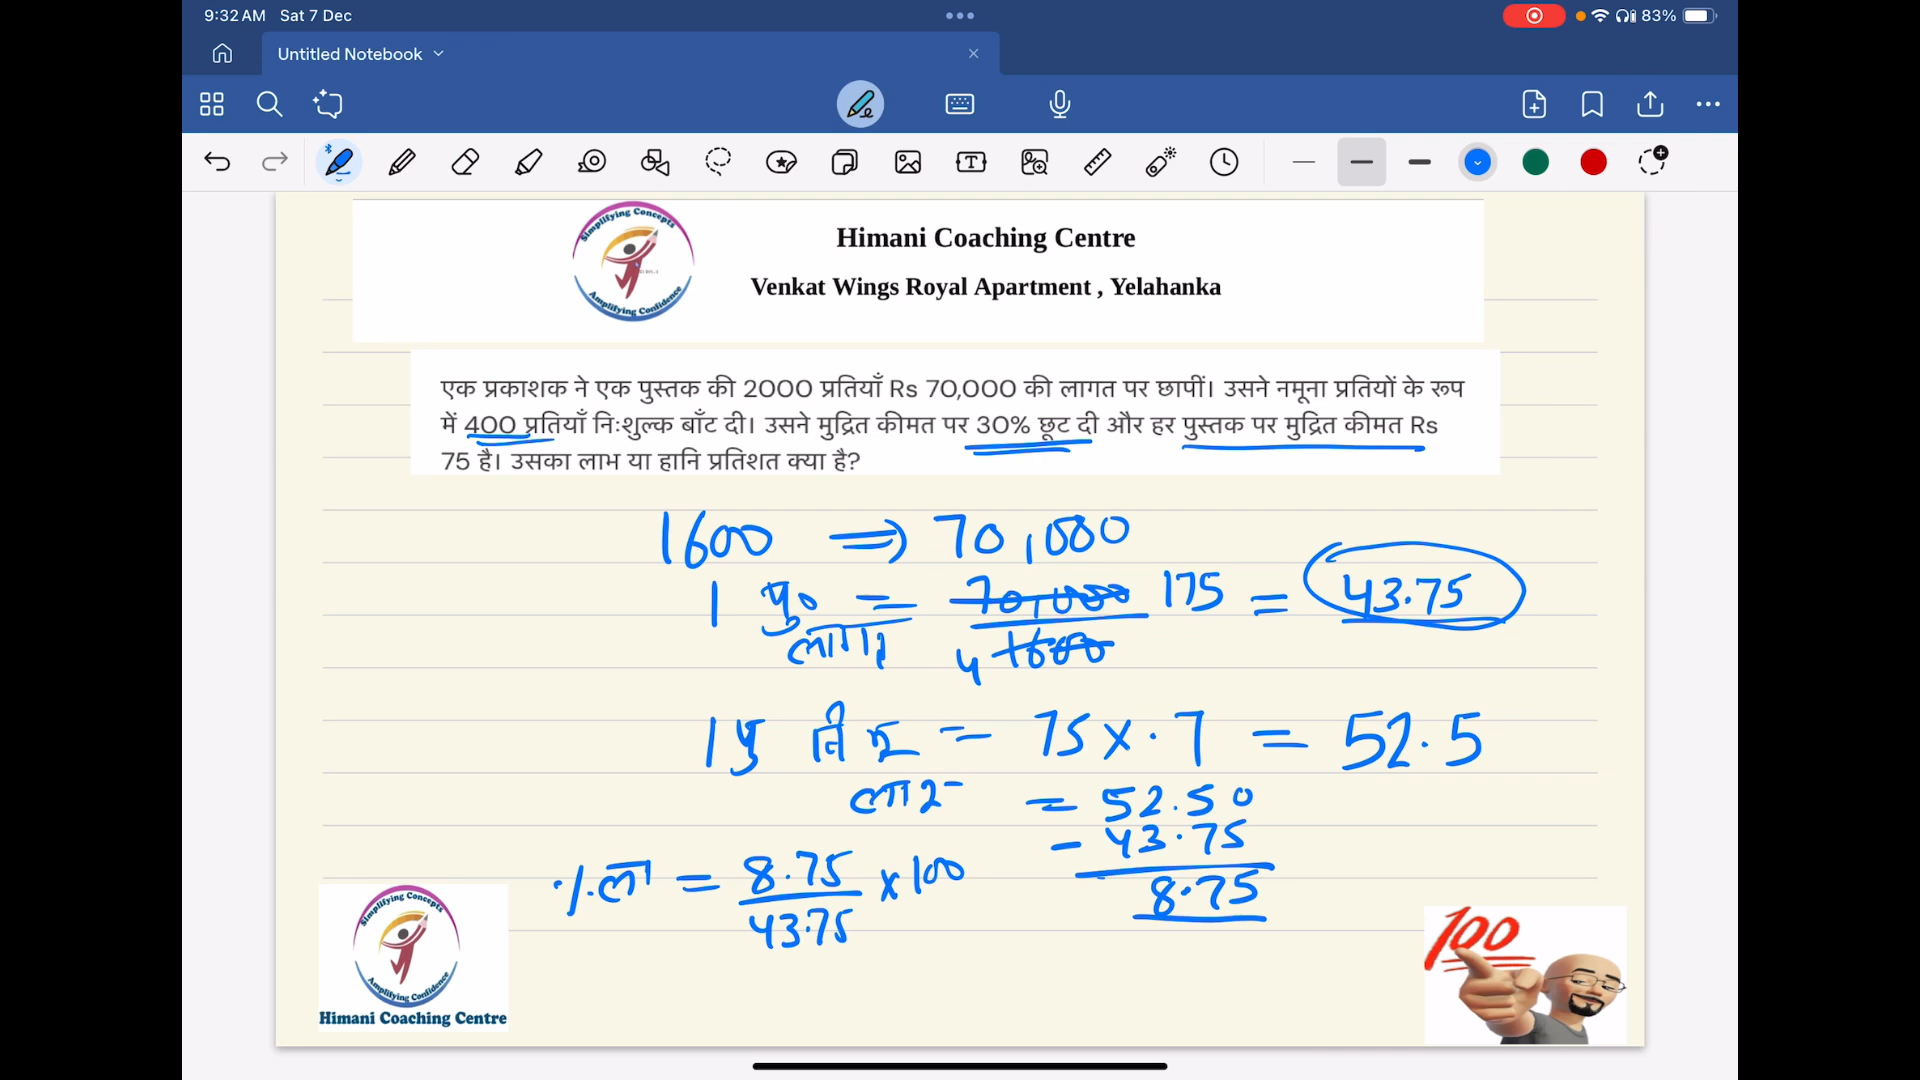 9:32 AM Sat 7 Dec
83%
Untitled Notebook
Simplifying Concepts
Amplifying Confidence
Himani Coaching Centre
Venkat Wings Royal Apartment , Yelahanka
एक प्रकाशक ने एक पुस्तक की 2000 प्रतियाँ Rs 70,000 की लागत पर छापीं। उसने नमूना प्रतियों के रूप
में 400 प्रतियाँ निःशुल्क बाँट दी। उसने मुद्रित कीमत पर 30% छूट दी और हर पुस्तक पर मुद्रित कीमत Rs
75 है। उसका लाभ या हानि प्रतिशत क्या है?
1600 ⇒ 70,000
1 पु० = 70,000 175 = 43.75
4 1600
1 पु = 75 x .7 = 52.5
= 52.50
- 43.75
8.75
%ला = 8.75 x 100
43.75
Simplifying Concepts
Amplifying Confidence
Himani Coaching Centre
100